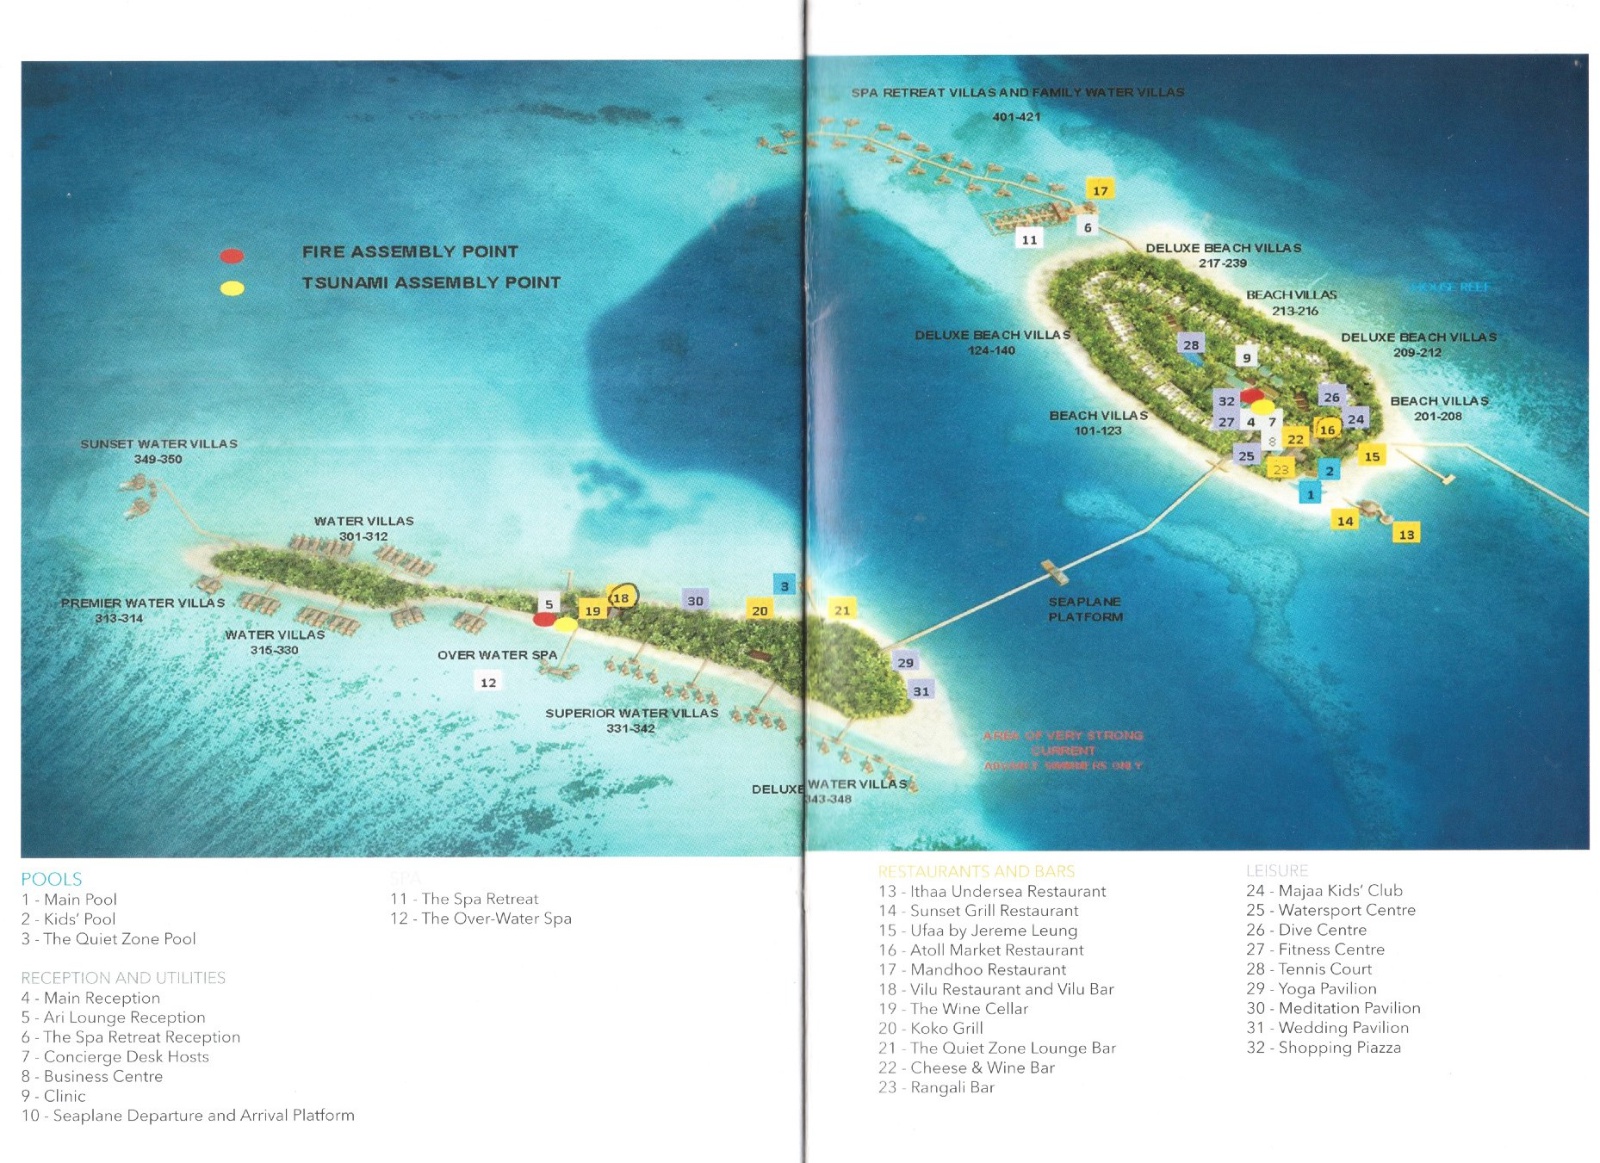 SPA RETREAT VILLAS AND FAMILY WATER VILLAS
401-421
17
6
11
DELUXE BEACH VILLAS
217-239
FIRE ASSEMBLY POINT
TSUNAMI ASSEMBLY POINT
HOUSE REEF
BEACH VILLAS
213-216
DELUXE BEACH VILLAS
124-140
DELUXE BEACH VILLAS
209-212
28
9
32
26
BEACH VILLAS
201-208
BEACH VILLAS
101-123
27
4
7
24
16
8
22
25
15
23
2
1
14
13
SUNSET WATER VILLAS
349-350
WATER VILLAS
301-312
SEAPLANE
PLATFORM
3
5
18
30
19
20
21
PREMIER WATER VILLAS
313-314
WATER VILLAS
315-330
OVER WATER SPA
12
29
31
SUPERIOR WATER VILLAS
331-342
AREA OF VERY STRONG
CURRENT
ADVANCE SWIMMERS ONLY
DELUXE WATER VILLAS
343-348
POOLS
1 - Main Pool
2 - Kids' Pool
3 - The Quiet Zone Pool
RECEPTION AND UTILITIES
4 - Main Reception
5 - Ari Lounge Reception
6 - The Spa Retreat Reception
7 - Concierge Desk Hosts
8 - Business Centre
9 - Clinic
10 - Seaplane Departure and Arrival Platform
SPA
11 - The Spa Retreat
12 - The Over-Water Spa
RESTAURANTS AND BARS
13 - Ithaa Undersea Restaurant
14 - Sunset Grill Restaurant
15 - Ufaa by Jereme Leung
16 - Atoll Market Restaurant
17 - Mandhoo Restaurant
18 - Vilu Restaurant and Vilu Bar
19 - The Wine Cellar
20 - Koko Grill
21 - The Quiet Zone Lounge Bar
22 - Cheese & Wine Bar
23 - Rangali Bar
LEISURE
24 - Majaa Kids' Club
25 - Watersport Centre
26 - Dive Centre
27 - Fitness Centre
28 - Tennis Court
29 - Yoga Pavilion
30 - Meditation Pavilion
31 - Wedding Pavilion
32 - Shopping Piazza